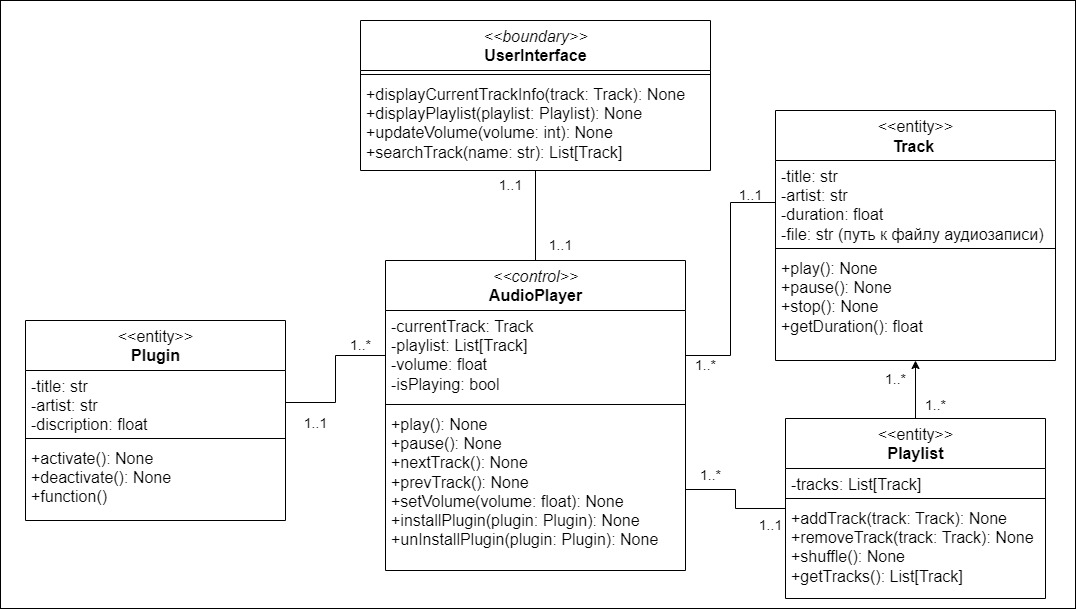 <<boundary>>
UserInterface
+displayCurrentTrackInfo(track: Track): None
+displayPlaylist(playlist: Playlist): None
+updateVolume(volume: int): None
+searchTrack(name: str): List[Track]
1..1
1..1
<<control>>
AudioPlayer
-currentTrack: Track
-playlist: List[Track]
-volume: float
-isPlaying: bool
+play(): None
+pause(): None
+nextTrack(): None
+prevTrack(): None
+setVolume(volume: float): None
+installPlugin(plugin: Plugin): None
+unInstallPlugin(plugin: Plugin): None
<<entity>>
Plugin
-title: str
-artist: str
-discription: float
+activate(): None
+deactivate(): None
+function()
1..*
1..1
<<entity>>
Track
-title: str
-artist: str
-duration: float
-file: str (путь к файлу аудиозаписи)
+play(): None
+pause(): None
+stop(): None
+getDuration(): float
1..1
1..*
1..*
1..*
<<entity>>
Playlist
-tracks: List[Track]
+addTrack(track: Track): None
+removeTrack(track: Track): None
+shuffle(): None
+getTracks(): List[Track]
1..*
1..1